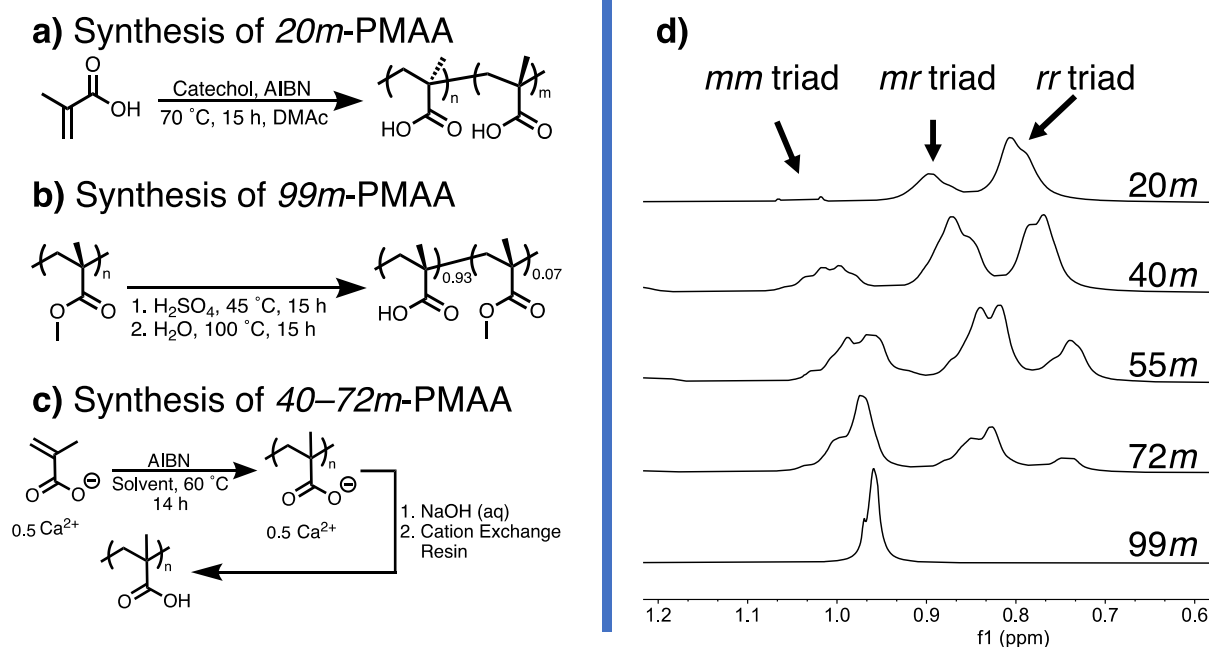 a) Synthesis of 20m-PMAA
O
OH
Catechol, AIBN
70 ˚C, 15 h, DMAc
n
m
HO
O
HO
O
b) Synthesis of 99m-PMAA
n
O
O
1. H₂SO₄, 45 ˚C, 15 h
2. H₂O, 100 ˚C, 15 h
0.93
0.07
HO
O
O
O
c) Synthesis of 40–72m-PMAA
O
O
⊖
0.5 Ca²⁺
AIBN
Solvent, 60 ˚C
14 h
n
O
O
⊖
0.5 Ca²⁺
1. NaOH (aq)
2. Cation Exchange
Resin
n
O
OH
d)
mm triad
mr triad
rr triad
20m
40m
55m
72m
99m
1.2 1.1 1.0 0.9 0.8 0.7 0.6
f1 (ppm)